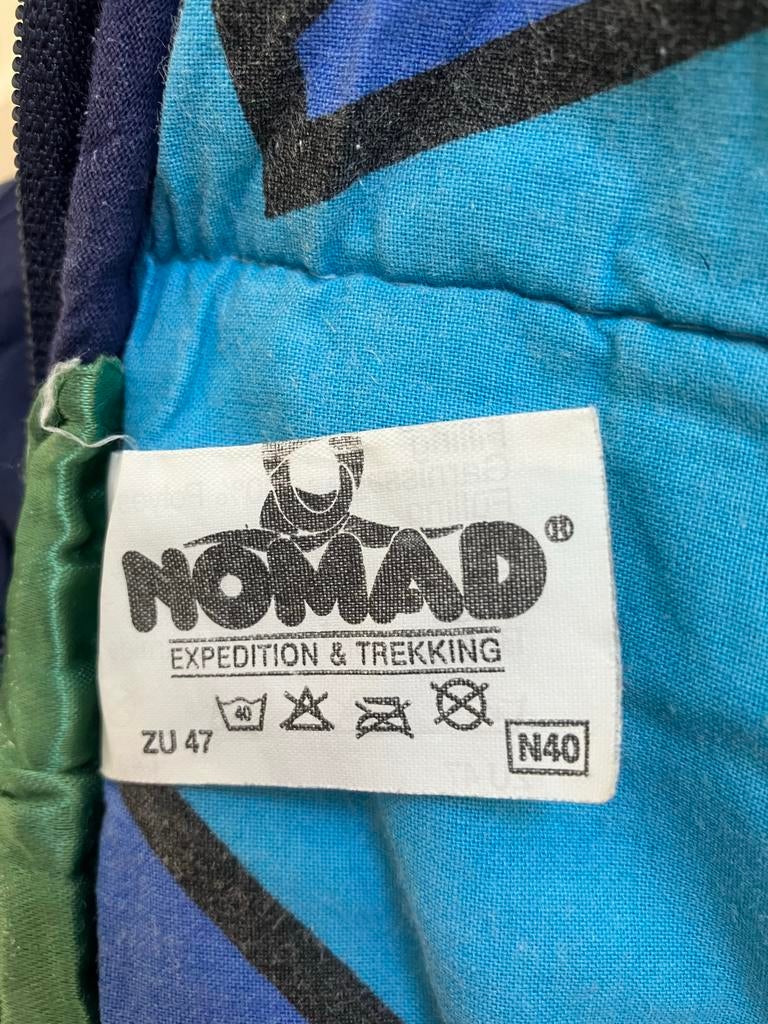 NOMAD®
EXPEDITION & TREKKING
40
ZU 47
N40